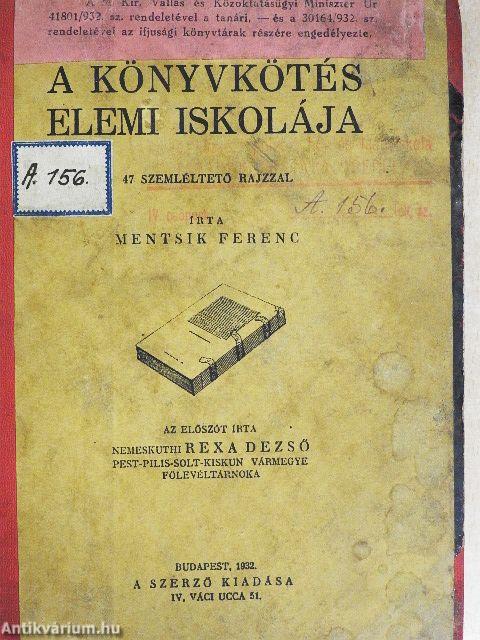 A M. Kir. Vallás és Közoktatásügyi Miniszter Úr
41801/932. sz. rendeletével a tanári, — és a 30164/932. sz.
rendeletével az ifjusági könyvtárak részére engedélyezte.
A KÖNYVKÖTÉS
ELEMI ISKOLÁJA
A. 156.
47 SZEMLÉLTETŐ RAJZZAL
A. 156.
ÍRTA
MENTSIK FERENC
AZ ELŐSZÓT ÍRTA
NEMESKUTHI REXA DEZSŐ
PEST-PILIS-SOLT-KISKUN VÁRMEGYE
FŐLEVÉLTÁRNOKA
BUDAPEST, 1932.
A SZERZŐ KIADÁSA
IV. VÁCI UCCA 51.
Antikvárium.hu